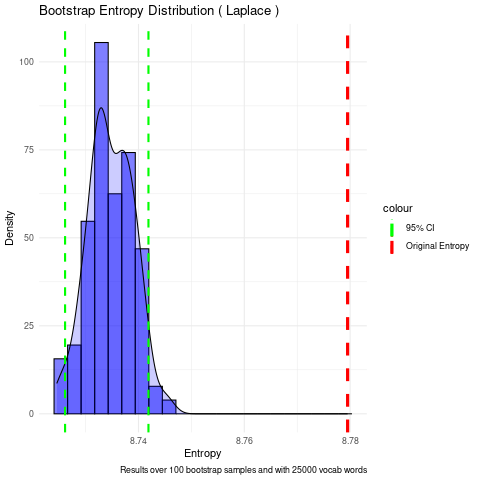 Bootstrap Entropy Distribution ( Laplace )
100
75
50
25
0
Density
8.74
8.76
8.78
Entropy
colour
95% CI
Original Entropy
Results over 100 bootstrap samples and with 25000 vocab words